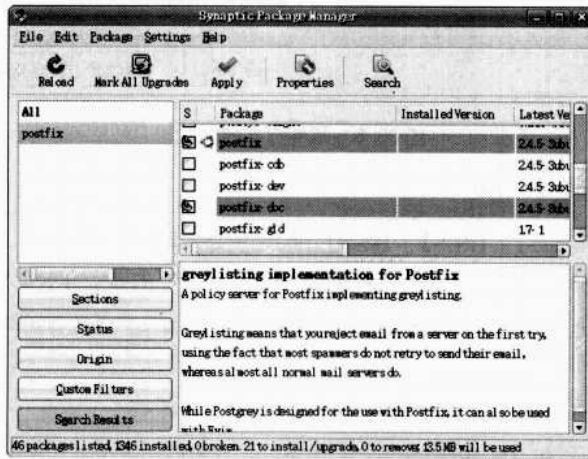 Synaptic Package Manager
File Edit Package Settings Help
Reload Mark All Upgrades Apply Properties Search
All
postfix
S Package Installed Version Latest Ve
postfix 2.4.5-3ubu
postfix-cdb 2.4.5-3ubu
postfix-dev 2.4.5-3ubu
postfix-doc 2.4.5-3ubu
postfix-gld 1.7-1
Sections
Status
Origin
Custom Filters
Search Results
greylisting implementation for Postfix
A policy server for Postfix implementing greylisting.
Greylisting means that you reject email from a server on the first try,
using the fact that most spammers do not retry to send their email,
whereas almost all normal mail servers do.
While Postgrey is designed for the use with Postfix, it can also be used
with Exim
46 packages listed, 1346 installed, 0 broken. 21 to install/upgrade, 0 to remove; 13.5 MB will be used